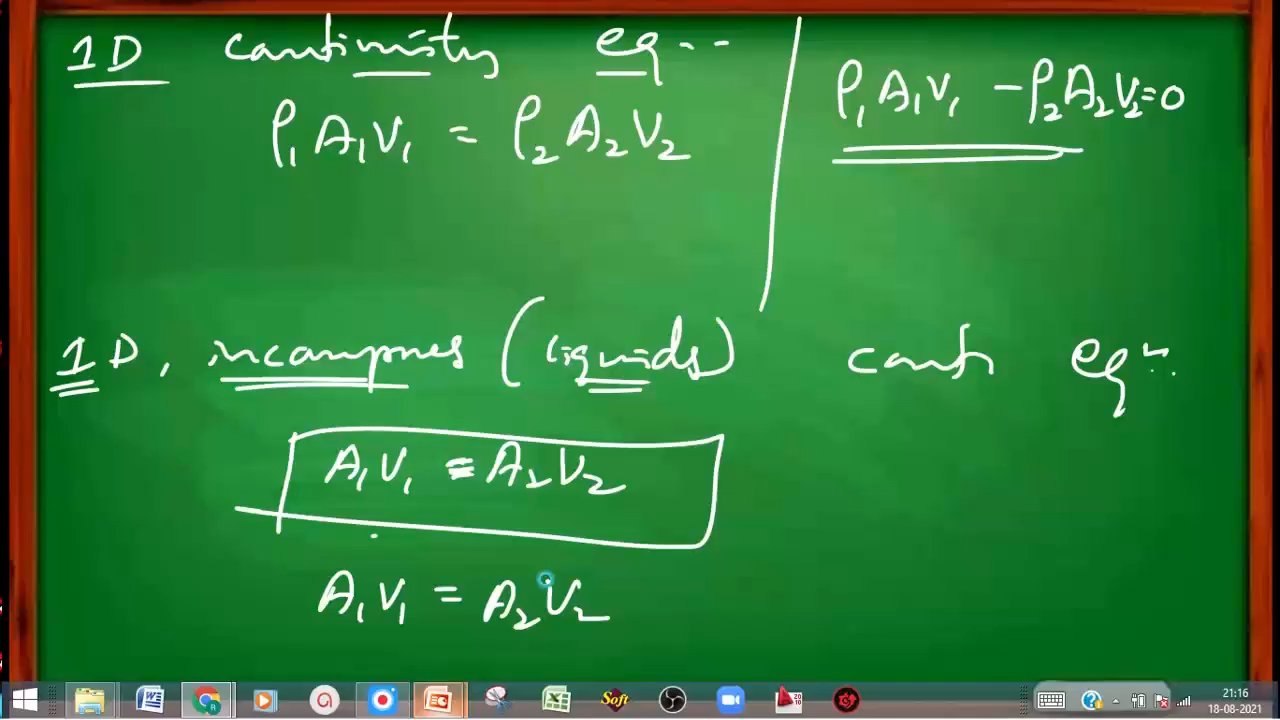 1D continuity eq--
ρ₁A₁V₁ = ρ₂A₂V₂
ρ₁A₁V₁ - ρ₂A₂V₂=0
1D, incompres (liquids) conti eqⁿ..
A₁V₁ = A₂V₂
A₁V₁ = A₂V₂
Soft
21:16
18-08-2021